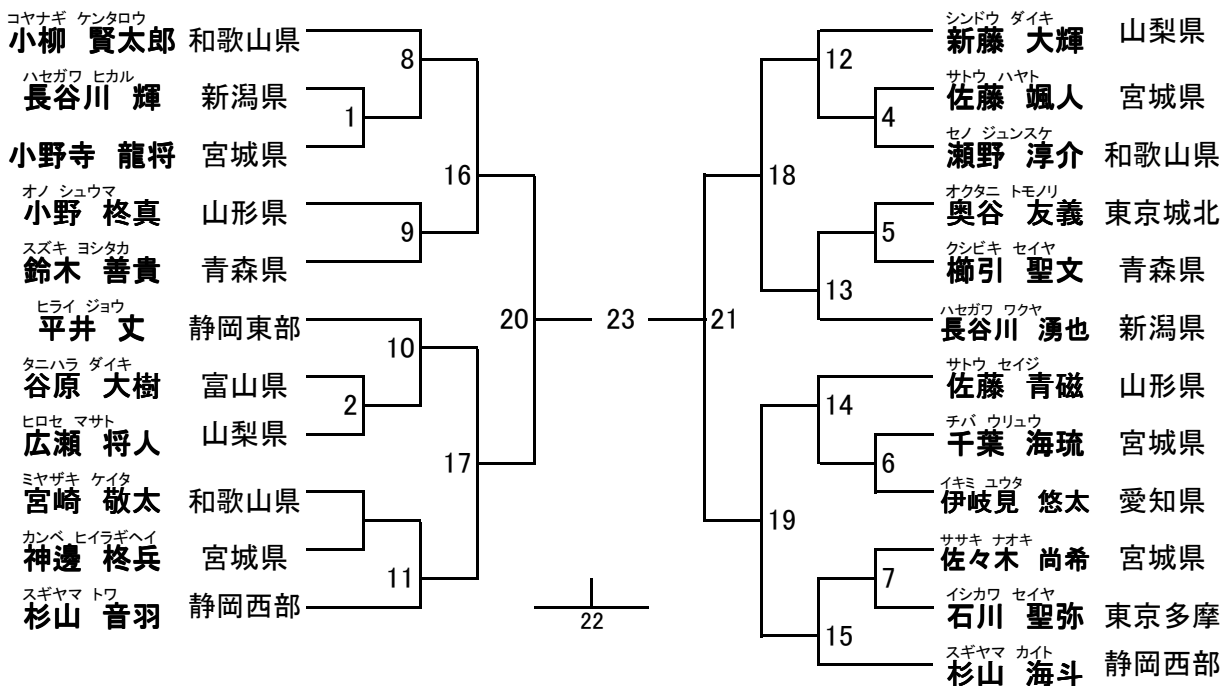 コヤナギ ケンタロウ
小柳 賢太郎 和歌山県
ハセガワ ヒカル
長谷川 輝 新潟県
小野寺 龍将 宮城県
オノ シュウマ
小野 柊真 山形県
スズキ ヨシタカ
鈴木 善貴 青森県
ヒライ ジョウ
平井 丈 静岡東部
タニハラ ダイキ
谷原 大樹 富山県
ヒロセ マサト
広瀬 将人 山梨県
ミヤザキ ケイタ
宮崎 敬太 和歌山県
カンベ ヒイラギヘイ
神邊 柊兵 宮城県
スギヤマ トワ
杉山 音羽 静岡西部
8
1
16
9
20
10
2
17
11
23
22
21
12
4
18
5
13
14
6
19
7
15
シンドウ ダイキ
新藤 大輝 山梨県
サトウ ハヤト
佐藤 颯人 宮城県
セノ ジュンスケ
瀬野 淳介 和歌山県
オクタニ トモノリ
奥谷 友義 東京城北
クシビキ セイヤ
櫛引 聖文 青森県
ハセガワ ワクヤ
長谷川 湧也 新潟県
サトウ セイジ
佐藤 青磁 山形県
チバ ウリュウ
千葉 海琉 宮城県
イキミ ユウタ
伊岐見 悠太 愛知県
ササキ ナオキ
佐々木 尚希 宮城県
イシカワ セイヤ
石川 聖弥 東京多摩
スギヤマ カイト
杉山 海斗 静岡西部